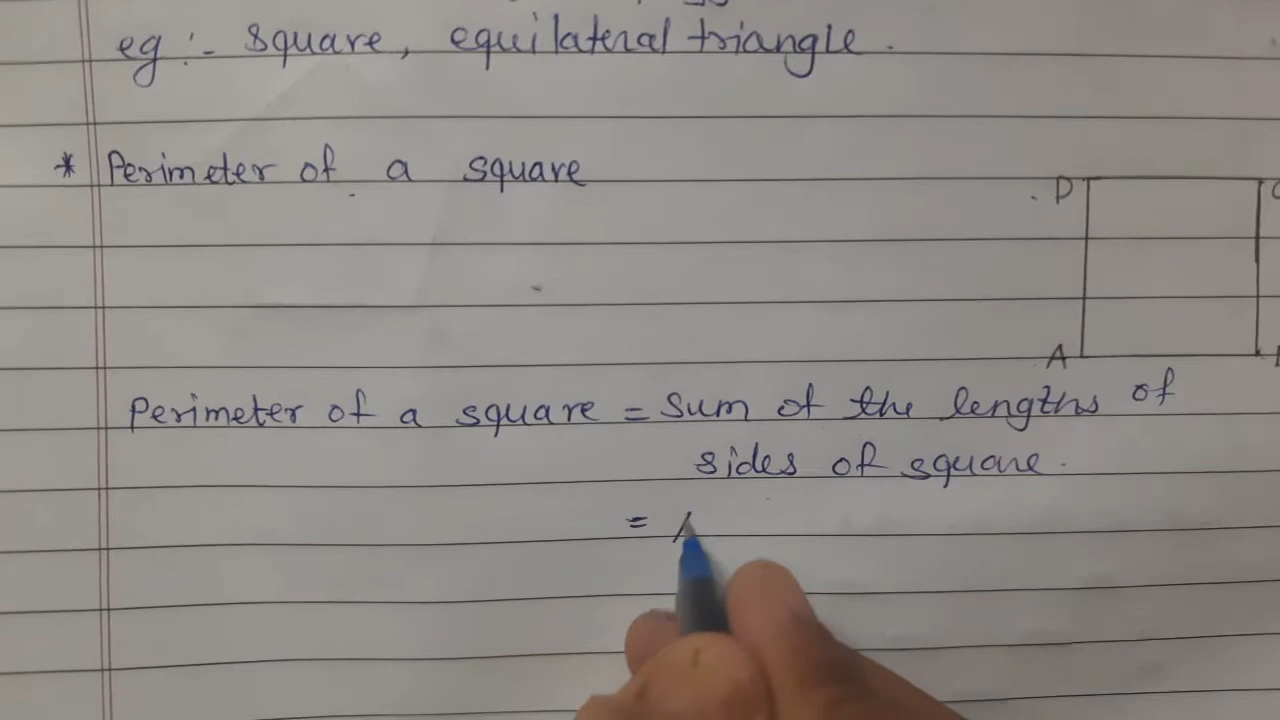 eg :- square, equilateral triangle.
* Perimeter of a square
D
A
Perimeter of a square = Sum of the lengths of
sides of square.
=